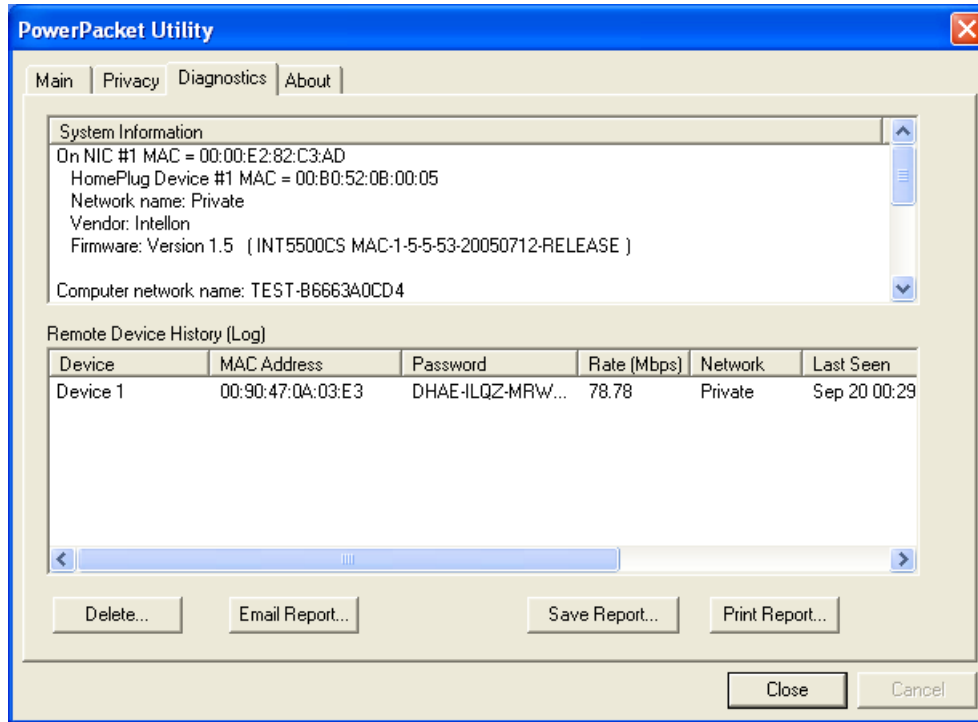 PowerPacket Utility
Main Privacy Diagnostics About
System Information
On NIC #1 MAC = 00:00:E2:82:C3:AD
HomePlug Device #1 MAC = 00:B0:52:0B:00:05
Network name: Private
Vendor: Intellon
Firmware: Version 1.5 ( INT5500CS MAC-1-5-5-53-20050712-RELEASE )
Computer network name: TEST-B6663A0CD4
Remote Device History (Log)
Device MAC Address Password Rate (Mbps) Network Last Seen
Device 1 00:90:47:0A:03:E3 DHAE-ILQZ-MRW... 78.78 Private Sep 20 00:29
Delete... Email Report... Save Report... Print Report...
Close Cancel